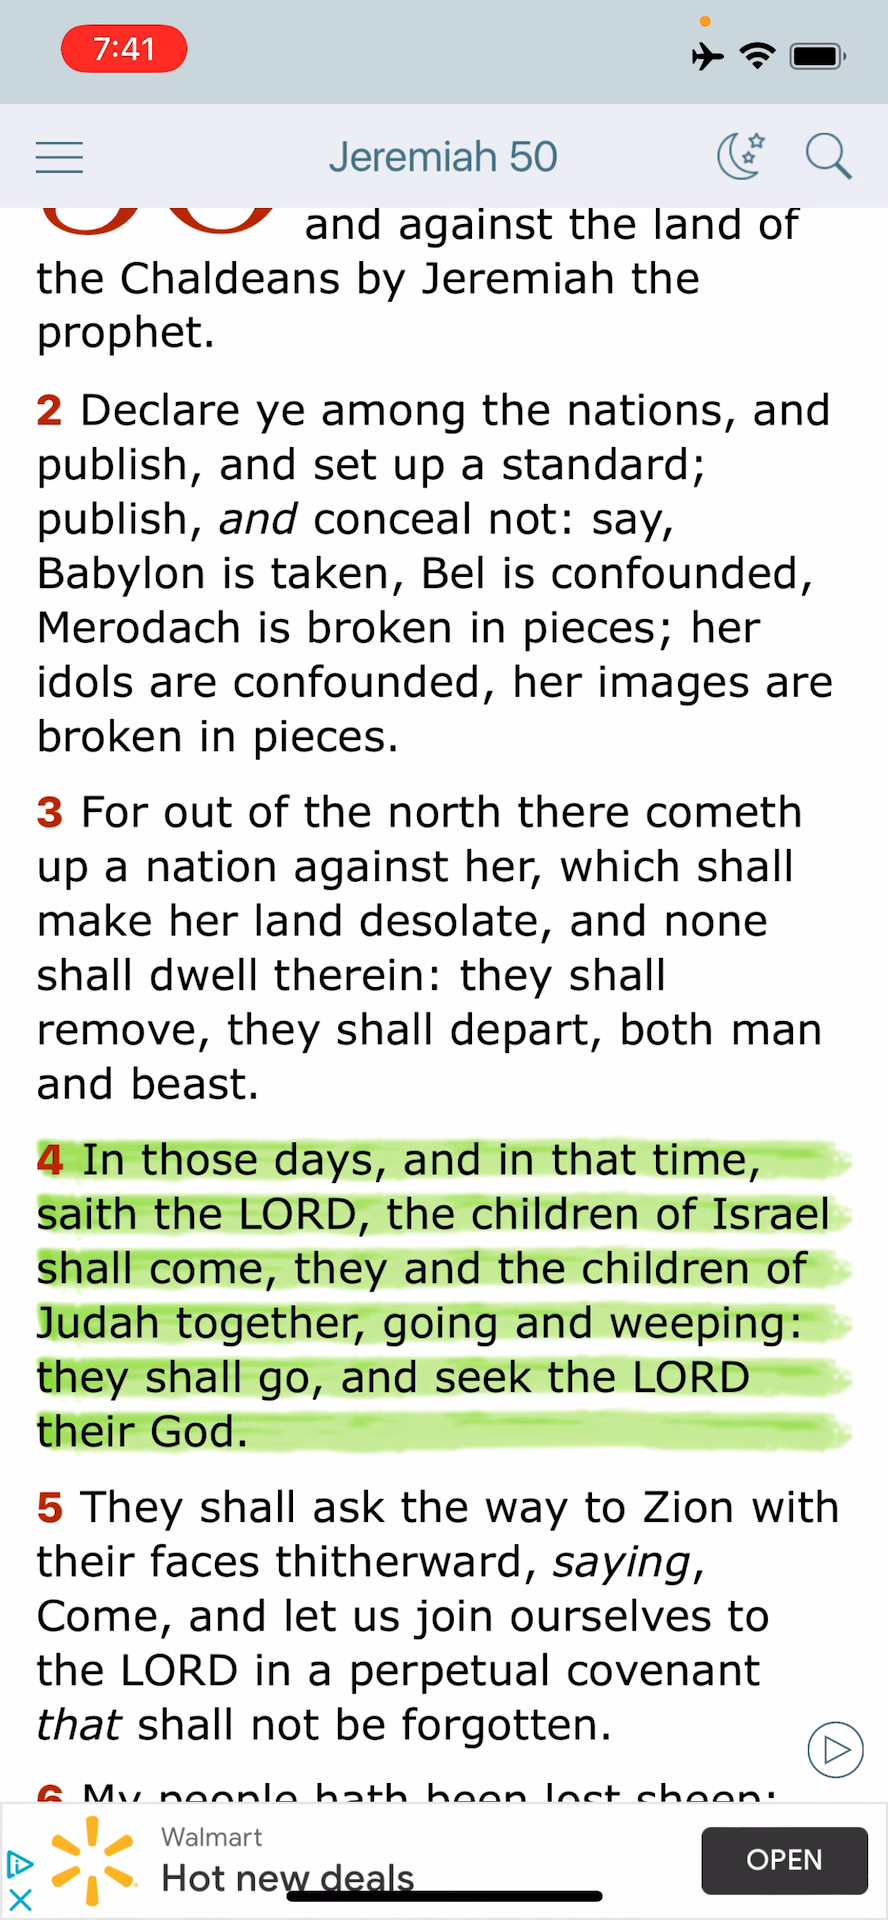 7:41
Jeremiah 50
and against the land of
the Chaldeans by Jeremiah the
prophet.
2 Declare ye among the nations, and
publish, and set up a standard;
publish, and conceal not: say,
Babylon is taken, Bel is confounded,
Merodach is broken in pieces; her
idols are confounded, her images are
broken in pieces.
3 For out of the north there cometh
up a nation against her, which shall
make her land desolate, and none
shall dwell therein: they shall
remove, they shall depart, both man
and beast.
4 In those days, and in that time,
saith the LORD, the children of Israel
shall come, they and the children of
Judah together, going and weeping:
they shall go, and seek the LORD
their God.
5 They shall ask the way to Zion with
their faces thitherward, saying,
Come, and let us join ourselves to
the LORD in a perpetual covenant
that shall not be forgotten.
6 My people hath been lost sheep:
Walmart
Hot new deals
OPEN